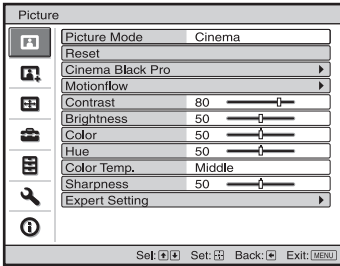 Picture
Picture Mode Cinema
Reset
Cinema Black Pro
Motionflow
Contrast 80
Brightness 50
Color 50
Hue 50
Color Temp. Middle
Sharpness 50
Expert Setting
Sel: Set: Back: Exit: MENU